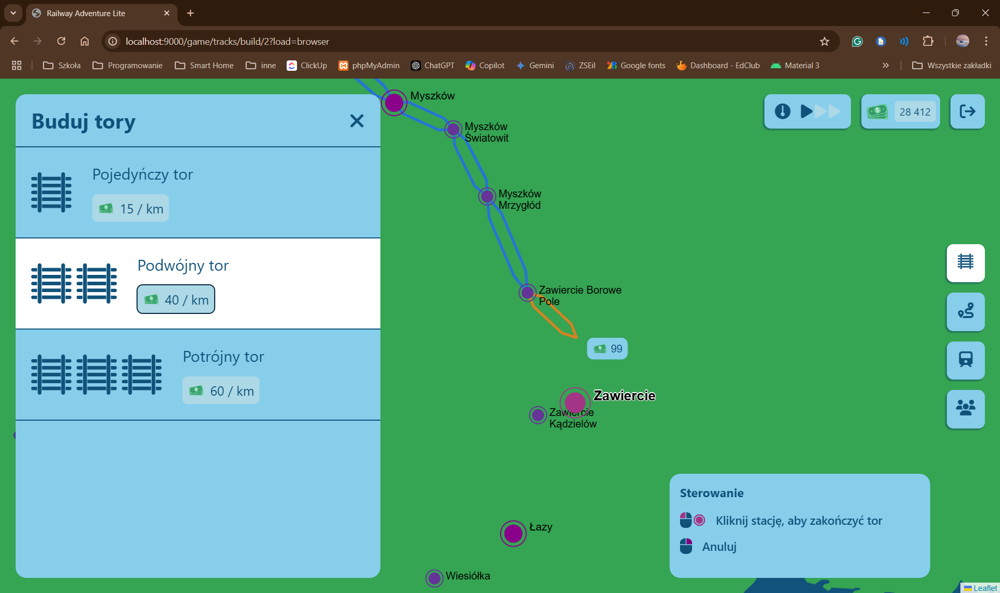 Railway Adventure Lite
localhost:9000/game/tracks/build/2?load=browser
Szkoła
Programowanie
Smart Home
inne
ClickUp
phpMyAdmin
ChatGPT
Copilot
Gemini
ZSEiI
Google fonts
Dashboard - EdClub
Material 3
Wszystkie zakładki
Buduj tory
Pojedyńczy tor
15 / km
Podwójny tor
40 / km
Potrójny tor
60 / km
Myszków
Myszków
Światowit
Myszków
Mrzygłód
Zawiercie Borowe
Pole
99
Zawiercie
Zawiercie
Kądzielów
Łazy
Wiesiółka
28 412
Sterowanie
Kliknij stację, aby zakończyć tor
Anuluj
Leaflet